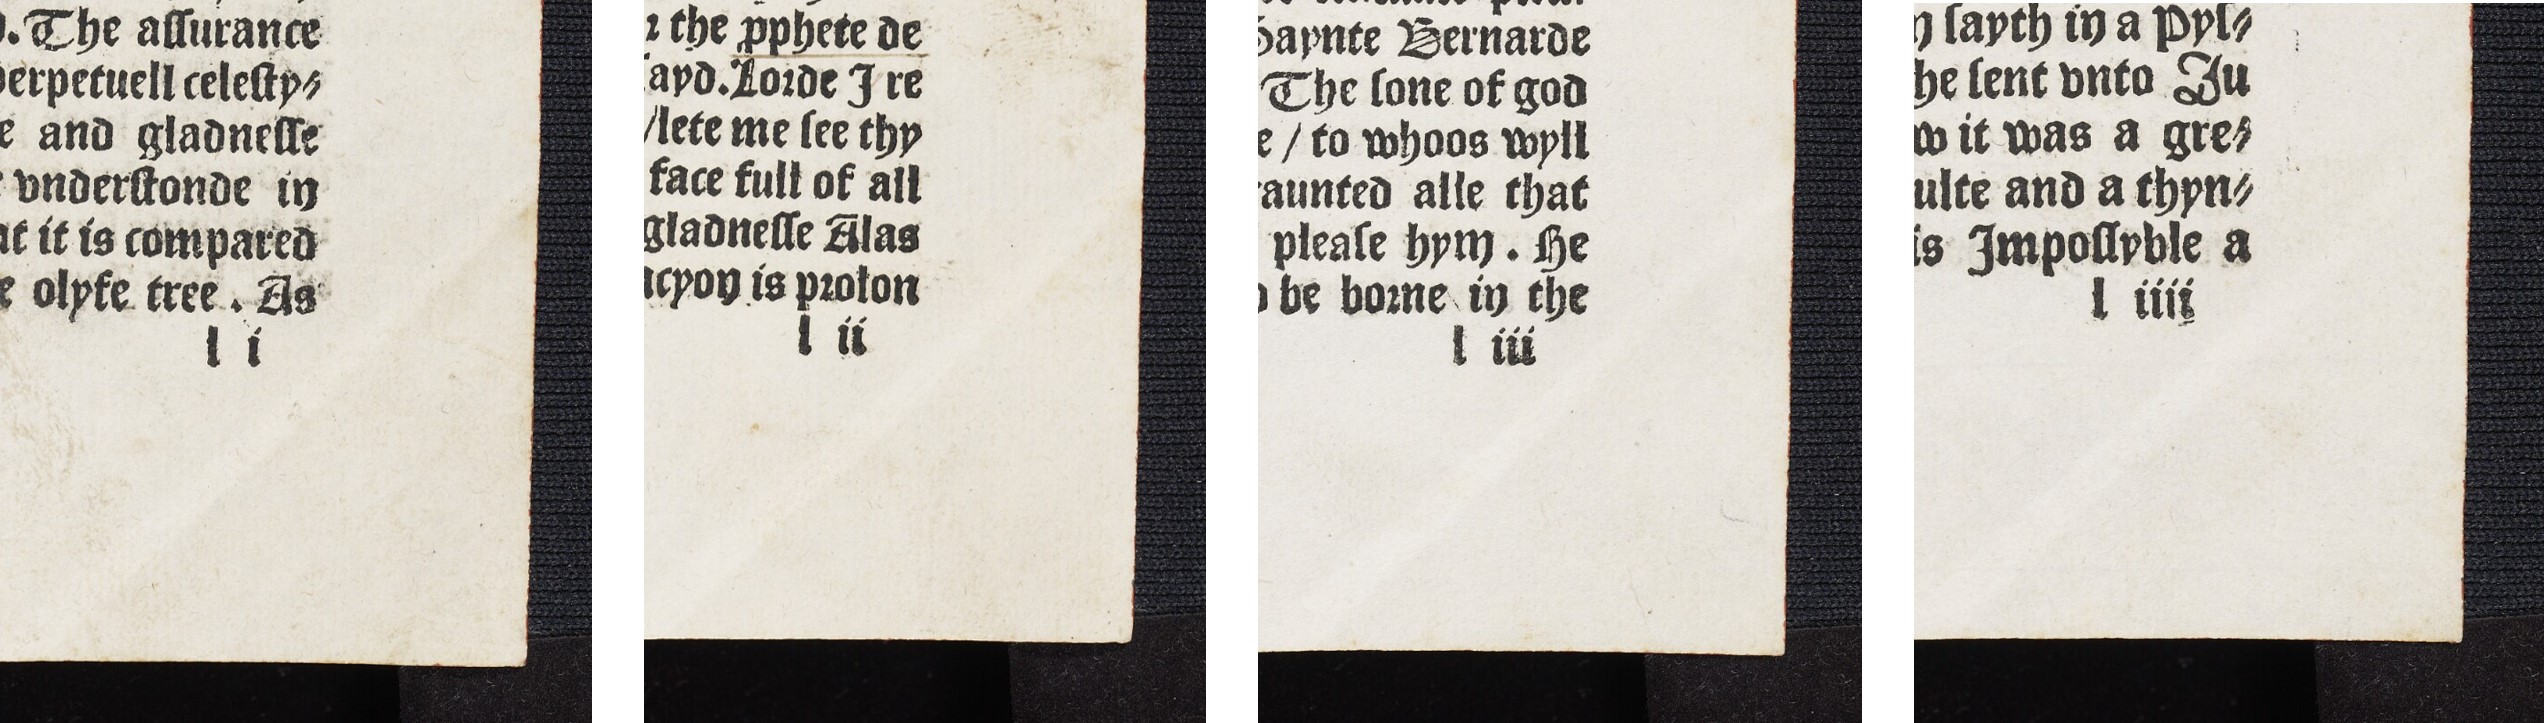 . The aſſurance
perpetuell celeſty⸗
e and gladneſſe
vnderſtonde in
at it is compared
e olyfe tree . As
l i
the pphete de
ſayd. Lorde I re
/lete me ſee thy
face full of all
gladneſſe Alas
acyon is prolon
l ii
Saynte Bernarde
The ſone of god
e / to whoos wyll
raunted alle that
pleaſe hym . He
o be borne in the
l iii
n ſayth in a Pyſ⸗
he ſent vnto Ju
w it was a gre⸗
ulte and a thyn⸗
is Impoſſyble a
l iiii